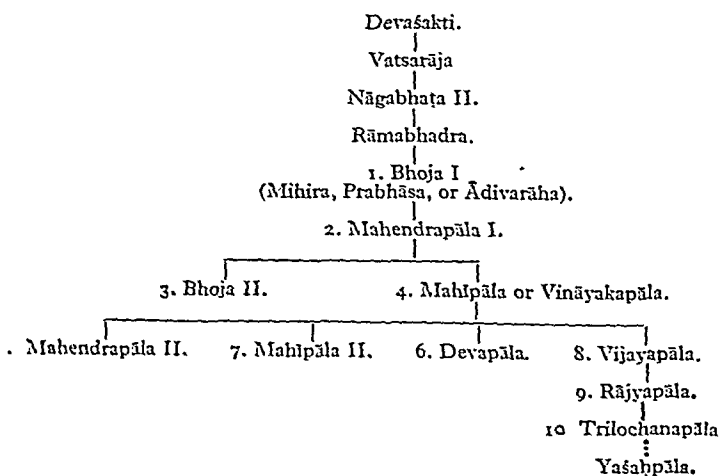 Devaśakti.
Vatsarāja
Nāgabhaṭa II.
Rāmabhadra.
1. Bhoja I
(Mihira, Prabhāsa, or Ādivarāha).
2. Mahendrapāla I.
3. Bhoja II. 4. Mahīpāla or Vināyakapāla.
. Mahendrapāla II. 7. Mahīpāla II. 6. Devapāla. 8. Vijayapāla.
9. Rājyapāla.
10 Trilochanapāla
Yaśaḥpāla.